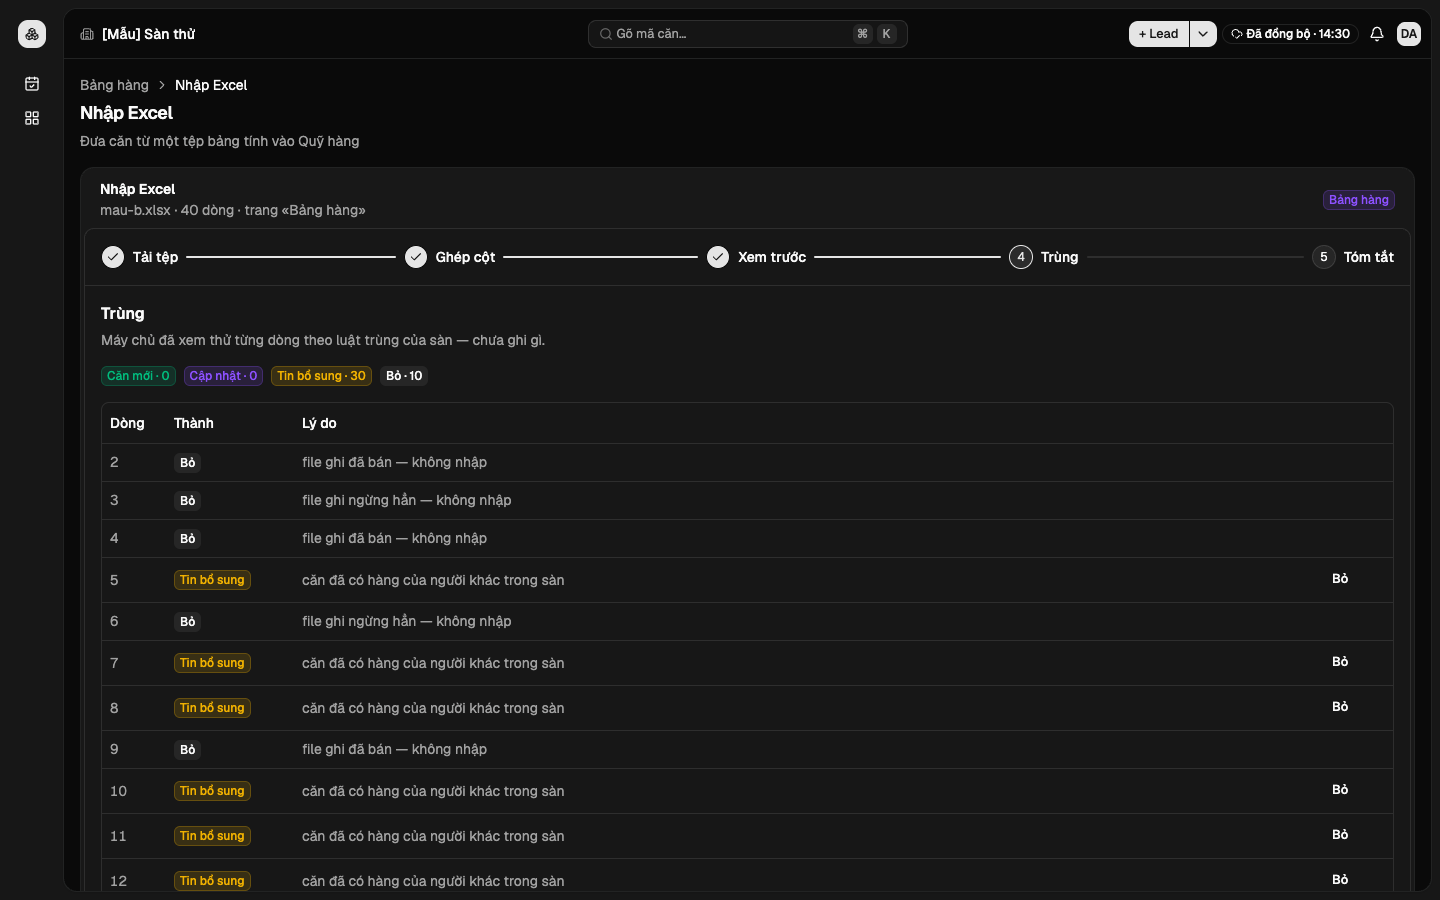 [Mẫu] Sàn thử
Gõ mã căn...
⌘ K
+ Lead
Đã đồng bộ · 14:30
DA
Bảng hàng > Nhập Excel
Nhập Excel
Đưa căn từ một tệp bảng tính vào Quỹ hàng
Nhập Excel
mau-b.xlsx · 40 dòng · trang «Bảng hàng»
Bảng hàng
Tải tệp
Ghép cột
Xem trước
4 Trùng
5 Tóm tắt
Trùng
Máy chủ đã xem thử từng dòng theo luật trùng của sàn — chưa ghi gì.
Căn mới · 0
Cập nhật · 0
Tin bổ sung · 30
Bỏ · 10
Dòng Thành Lý do
2 Bỏ file ghi đã bán — không nhập
3 Bỏ file ghi ngừng hẳn — không nhập
4 Bỏ file ghi đã bán — không nhập
5 Tin bổ sung căn đã có hàng của người khác trong sàn Bỏ
6 Bỏ file ghi ngừng hẳn — không nhập
7 Tin bổ sung căn đã có hàng của người khác trong sàn Bỏ
8 Tin bổ sung căn đã có hàng của người khác trong sàn Bỏ
9 Bỏ file ghi đã bán — không nhập
10 Tin bổ sung căn đã có hàng của người khác trong sàn Bỏ
11 Tin bổ sung căn đã có hàng của người khác trong sàn Bỏ
12 Tin bổ sung căn đã có hàng của người khác trong sàn Bỏ